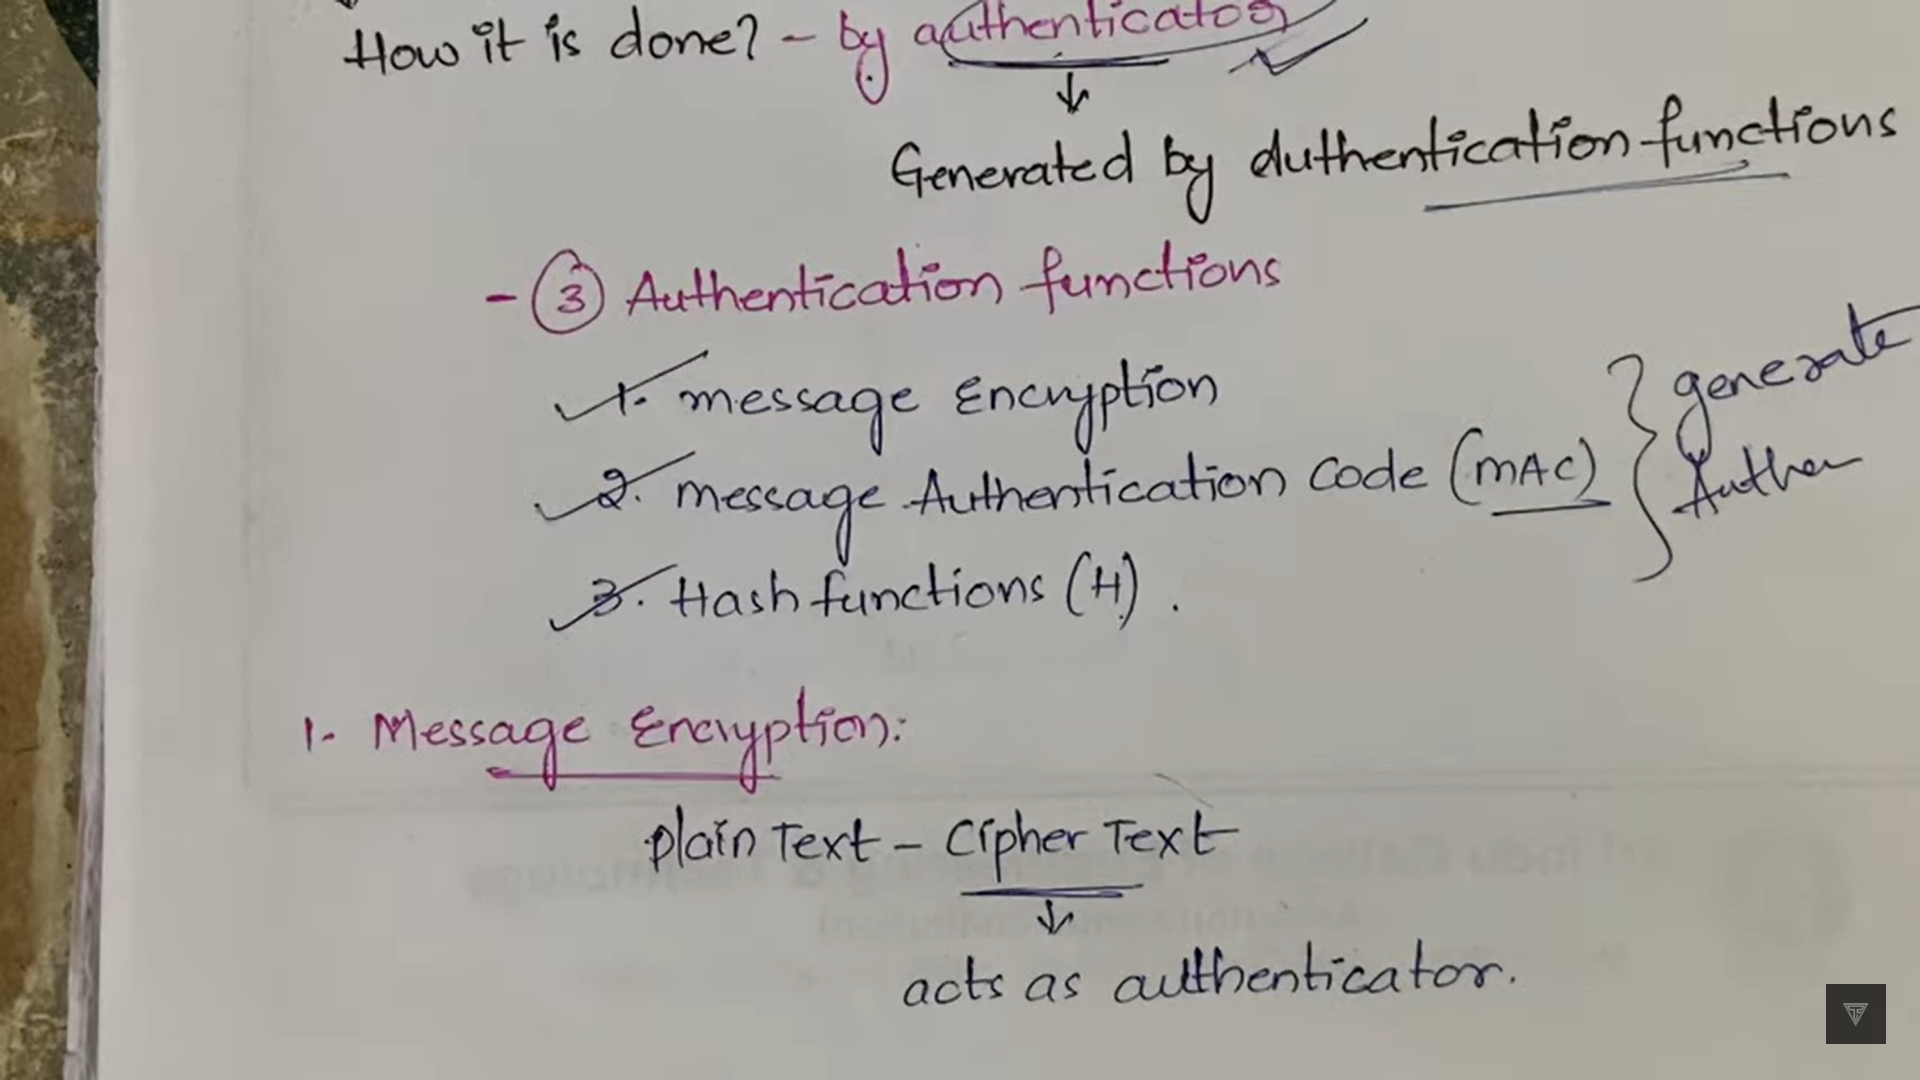 How it is done? - by authenticator
↓
Generated by authentication functions
- ③ Authentication functions
1. message Encryption
2. message Authentication code (MAC)
3. Hash functions (H).
} generate
Authen
1. Message Encryption:
plain Text - Cipher Text
↓
acts as authenticator.